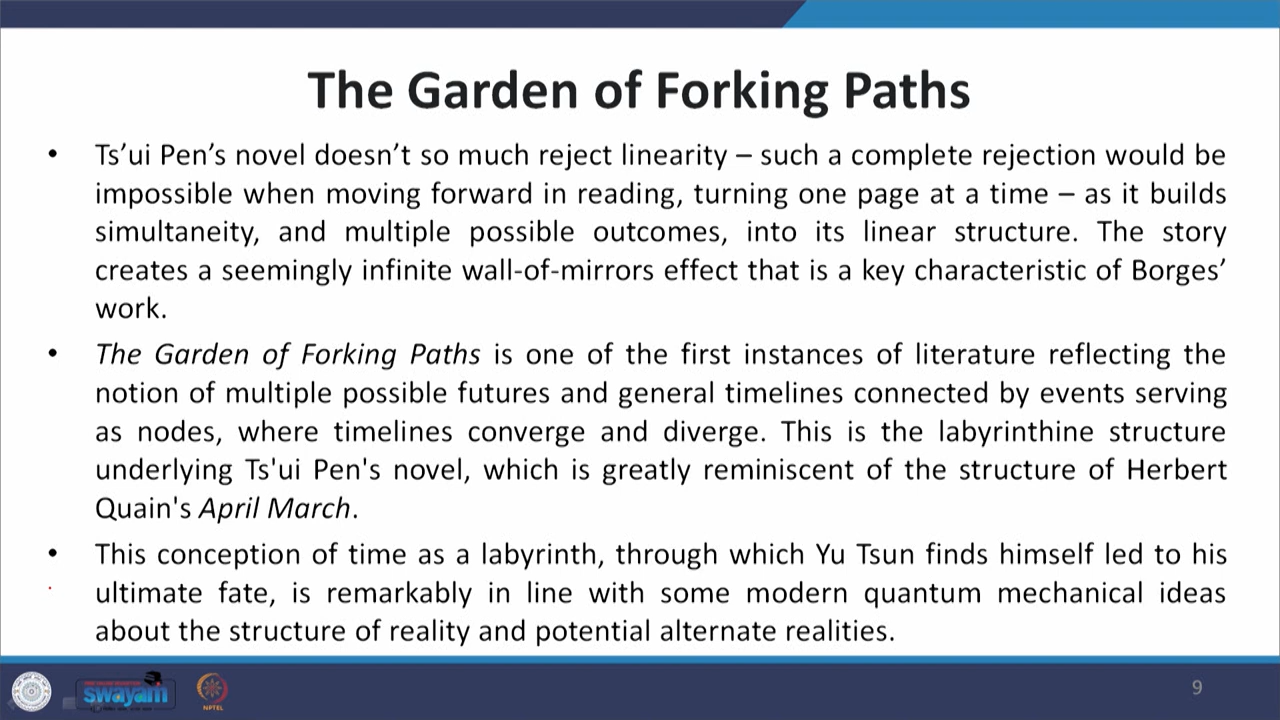 The Garden of Forking Paths
• Ts’ui Pen’s novel doesn’t so much reject linearity – such a complete rejection would be
impossible when moving forward in reading, turning one page at a time – as it builds
simultaneity, and multiple possible outcomes, into its linear structure. The story
creates a seemingly infinite wall-of-mirrors effect that is a key characteristic of Borges’
work.
• The Garden of Forking Paths is one of the first instances of literature reflecting the
notion of multiple possible futures and general timelines connected by events serving
as nodes, where timelines converge and diverge. This is the labyrinthine structure
underlying Ts'ui Pen's novel, which is greatly reminiscent of the structure of Herbert
Quain's April March.
• This conception of time as a labyrinth, through which Yu Tsun finds himself led to his
ultimate fate, is remarkably in line with some modern quantum mechanical ideas
about the structure of reality and potential alternate realities.
swayam
NPTEL
9